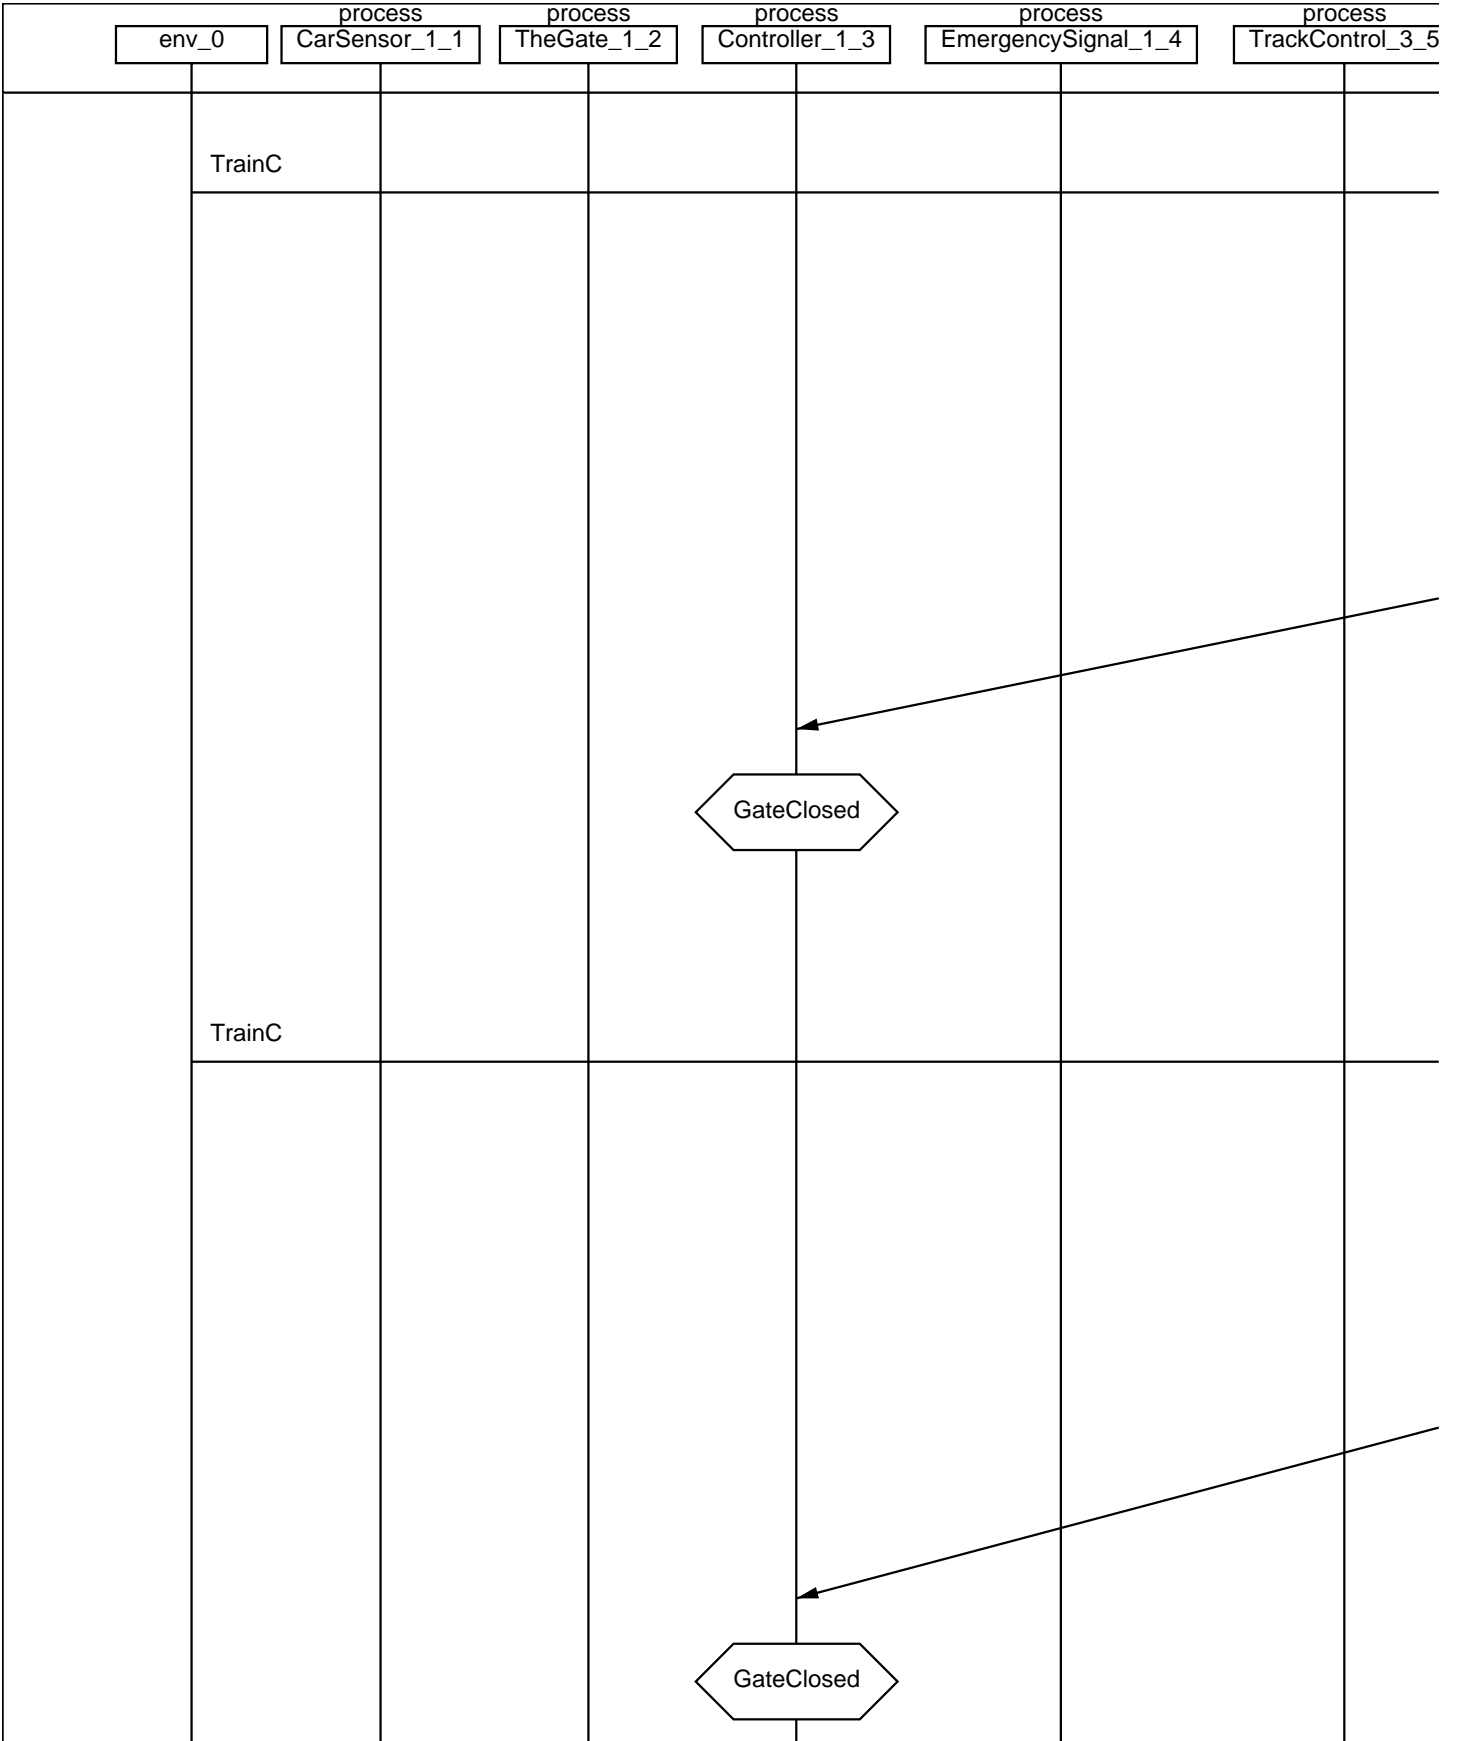 process process process process process
env_0 CarSensor_1_1 TheGate_1_2 Controller_1_3 EmergencySignal_1_4 TrackControl_3_5
TrainC
GateClosed
TrainC
GateClosed